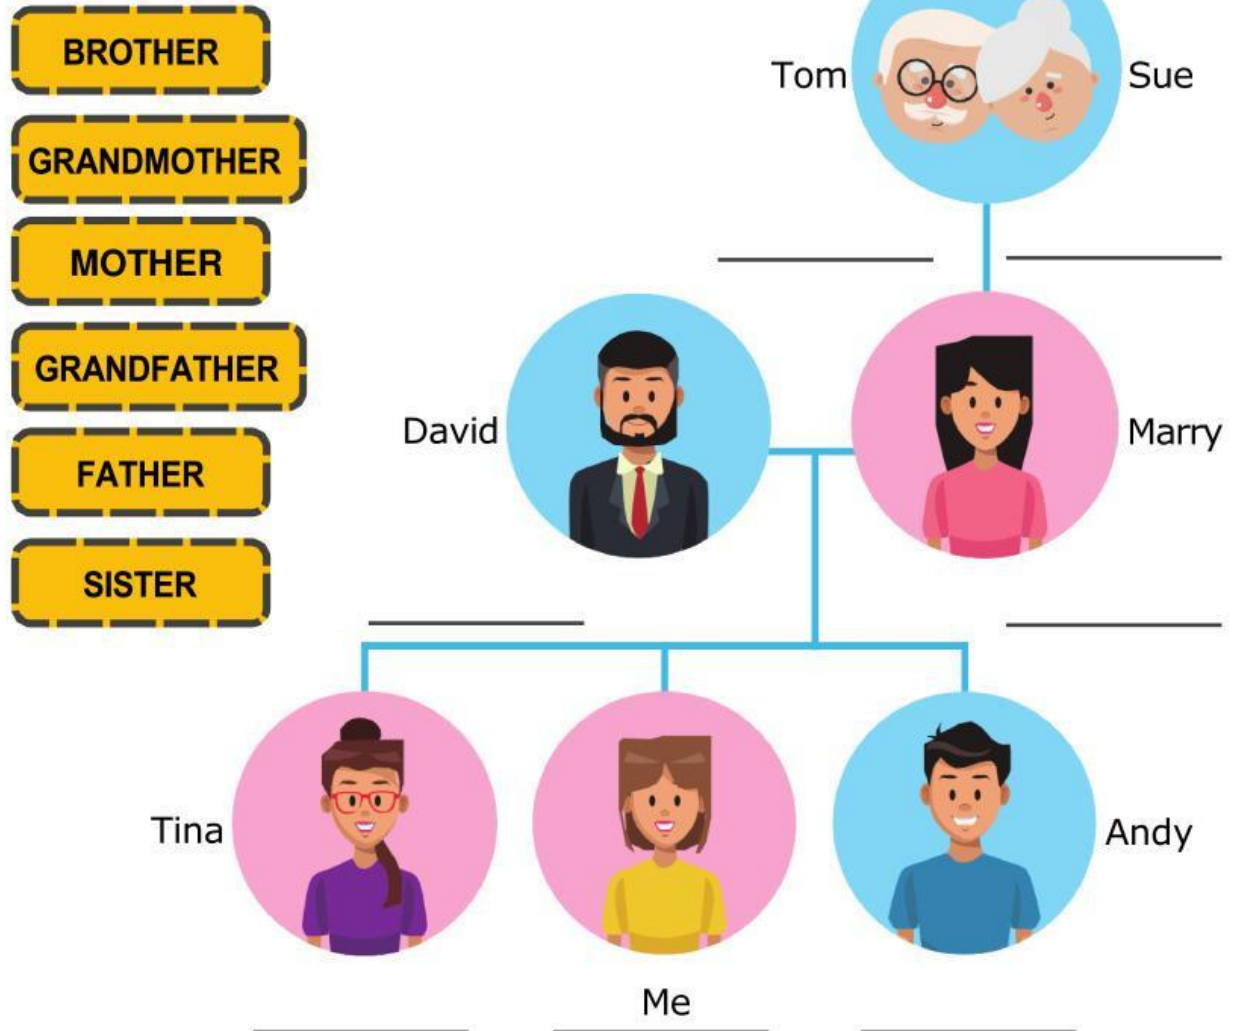 BROTHER
GRANDMOTHER
MOTHER
GRANDFATHER
FATHER
SISTER
Tom
Sue
David
Marry
Tina
Andy
Me